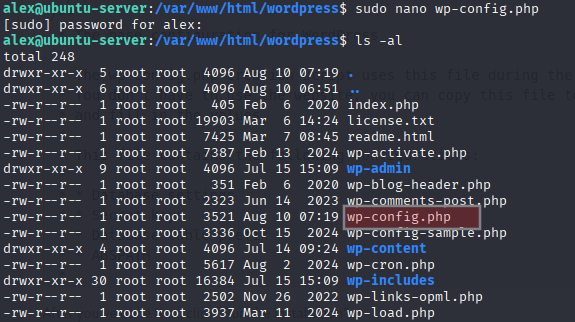 alex@ubuntu-server:/var/www/html/wordpress$ sudo nano wp-config.php
[sudo] password for alex:
alex@ubuntu-server:/var/www/html/wordpress$ ls -al
total 248
drwxr-xr-x  5 root root  4096 Aug 10 07:19 .
drwxr-xr-x  6 root root  4096 Aug 10 06:51 ..
-rw-r--r--  1 root root   405 Feb  6  2020 index.php
-rw-r--r--  1 root root 19903 Mar  6 14:24 license.txt
-rw-r--r--  1 root root  7425 Mar  7 08:45 readme.html
-rw-r--r--  1 root root  7387 Feb 13  2024 wp-activate.php
drwxr-xr-x  9 root root  4096 Jul 15 15:09 wp-admin
-rw-r--r--  1 root root   351 Feb  6  2020 wp-blog-header.php
-rw-r--r--  1 root root  2323 Jun 14  2023 wp-comments-post.php
-rw-r--r--  1 root root  3521 Aug 10 07:19 wp-config.php
-rw-r--r--  1 root root  3336 Oct 15  2024 wp-config-sample.php
drwxr-xr-x  4 root root  4096 Jul 14 09:24 wp-content
-rw-r--r--  1 root root  5617 Aug  2  2024 wp-cron.php
drwxr-xr-x 30 root root 16384 Jul 15 15:09 wp-includes
-rw-r--r--  1 root root  2502 Nov 26  2022 wp-links-opml.php
-rw-r--r--  1 root root  3937 Mar 11  2024 wp-load.php